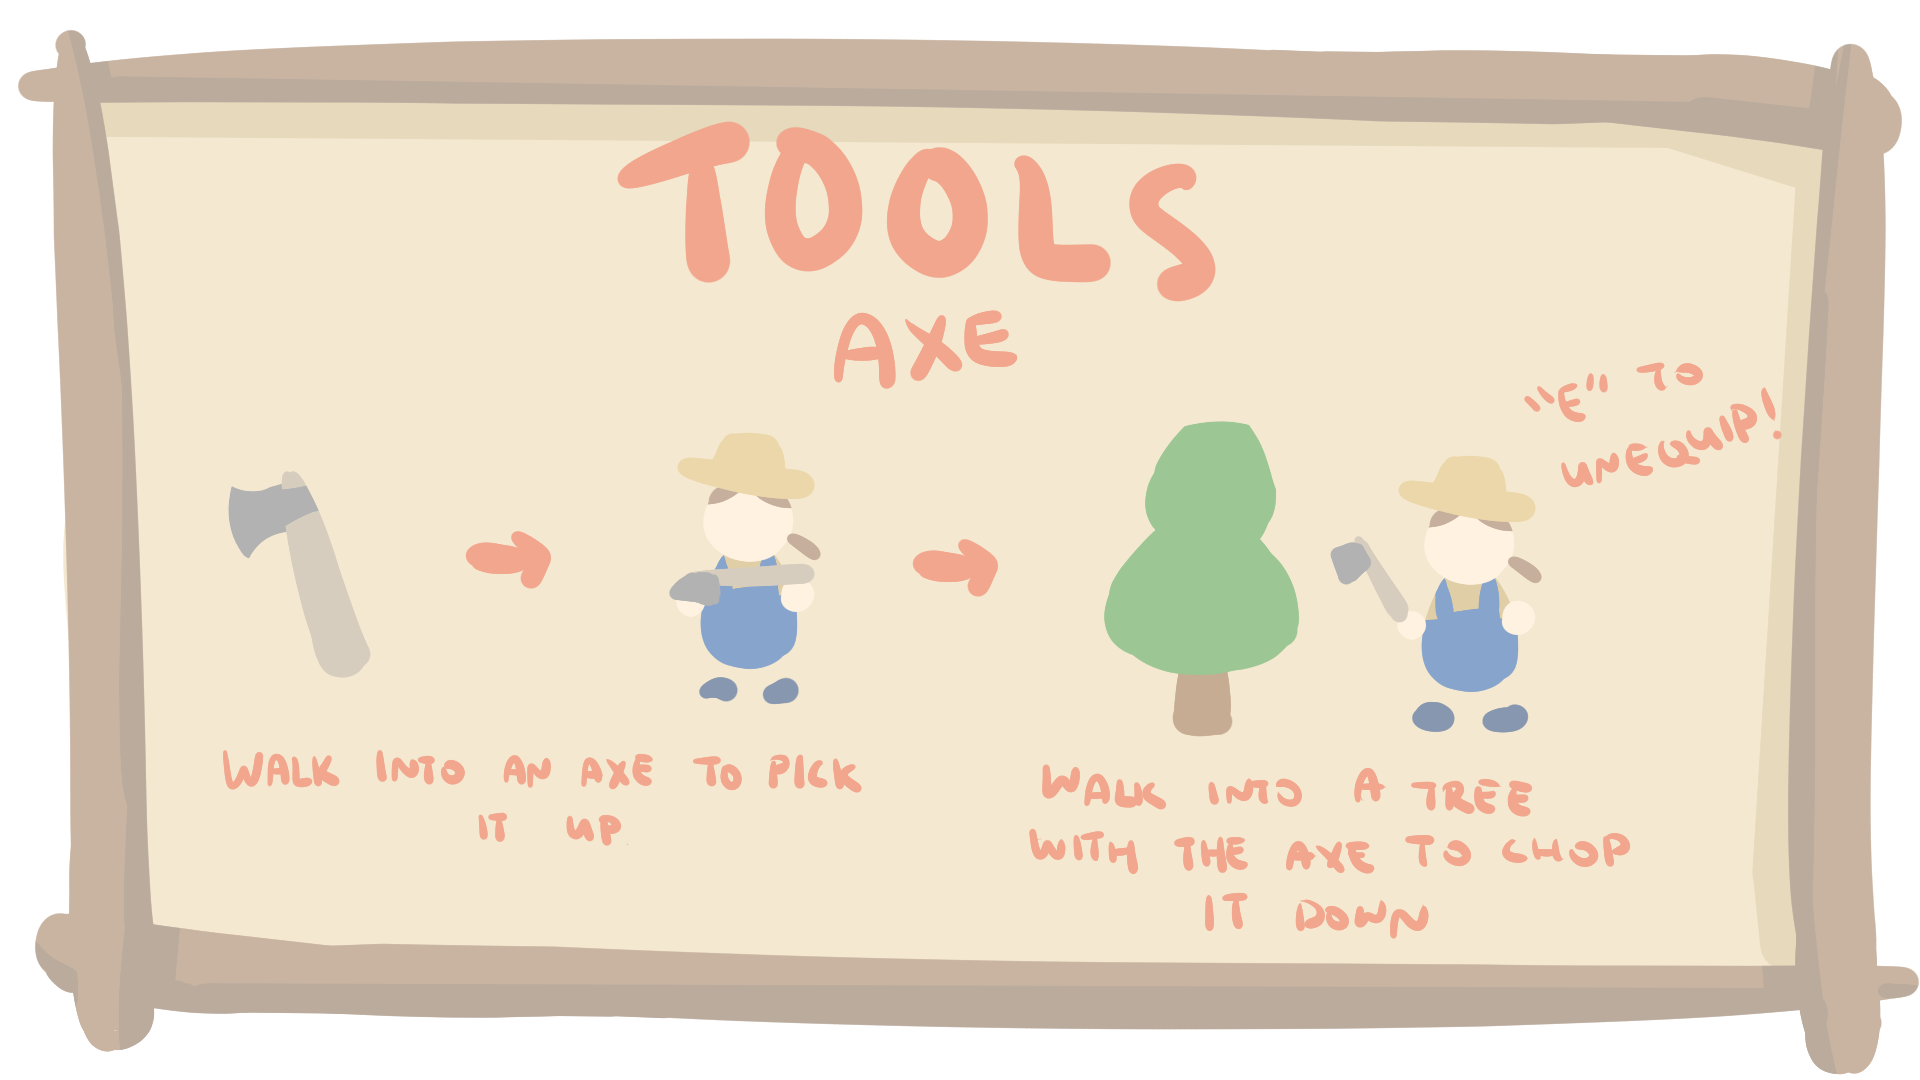 TOOLS
AXE
"E" TO
UNEQUIP!
WALK INTO AN AXE TO PICK
IT UP
WALK INTO A TREE
WITH THE AXE TO CHOP
IT DOWN